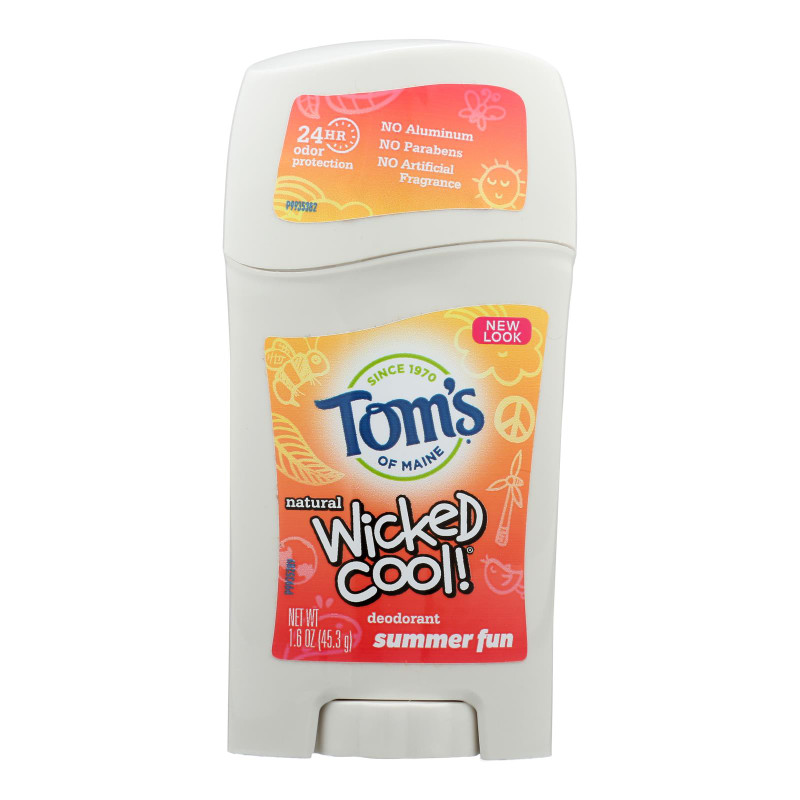 24HR
odor
protection
NO Aluminum
NO Parabens
NO Artificial
Fragrance
NEW
LOOK
SINCE 1970
Tom's
OF MAINE
natural
Wicked
Cool!®
deodorant
summer fun
NET WT
1.6 OZ (45.3 g)